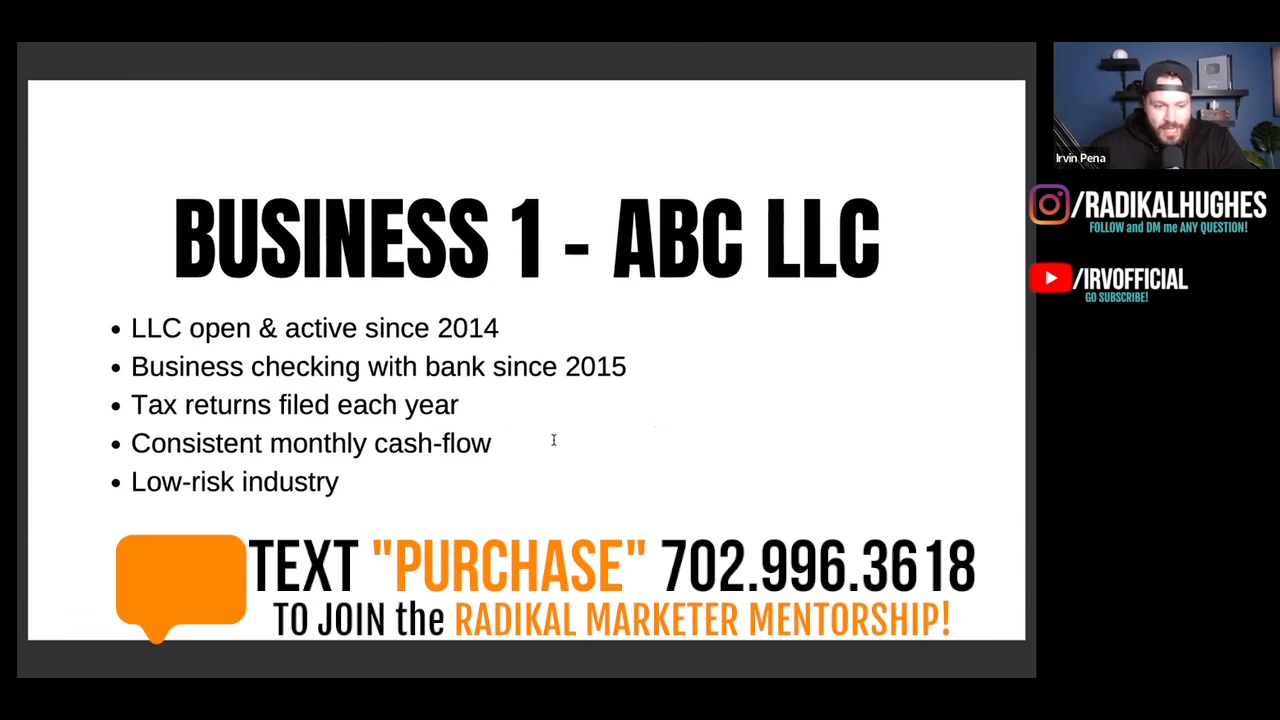 BUSINESS 1 - ABC LLC
• LLC open & active since 2014
• Business checking with bank since 2015
• Tax returns filed each year
• Consistent monthly cash-flow
• Low-risk industry
TEXT "PURCHASE" 702.996.3618
TO JOIN the RADIKAL MARKETER MENTORSHIP!
Irvin Pena
/RADIKALHUGHES
FOLLOW and DM me ANY QUESTION!
/IRVOFFICIAL
GO SUBSCRIBE!